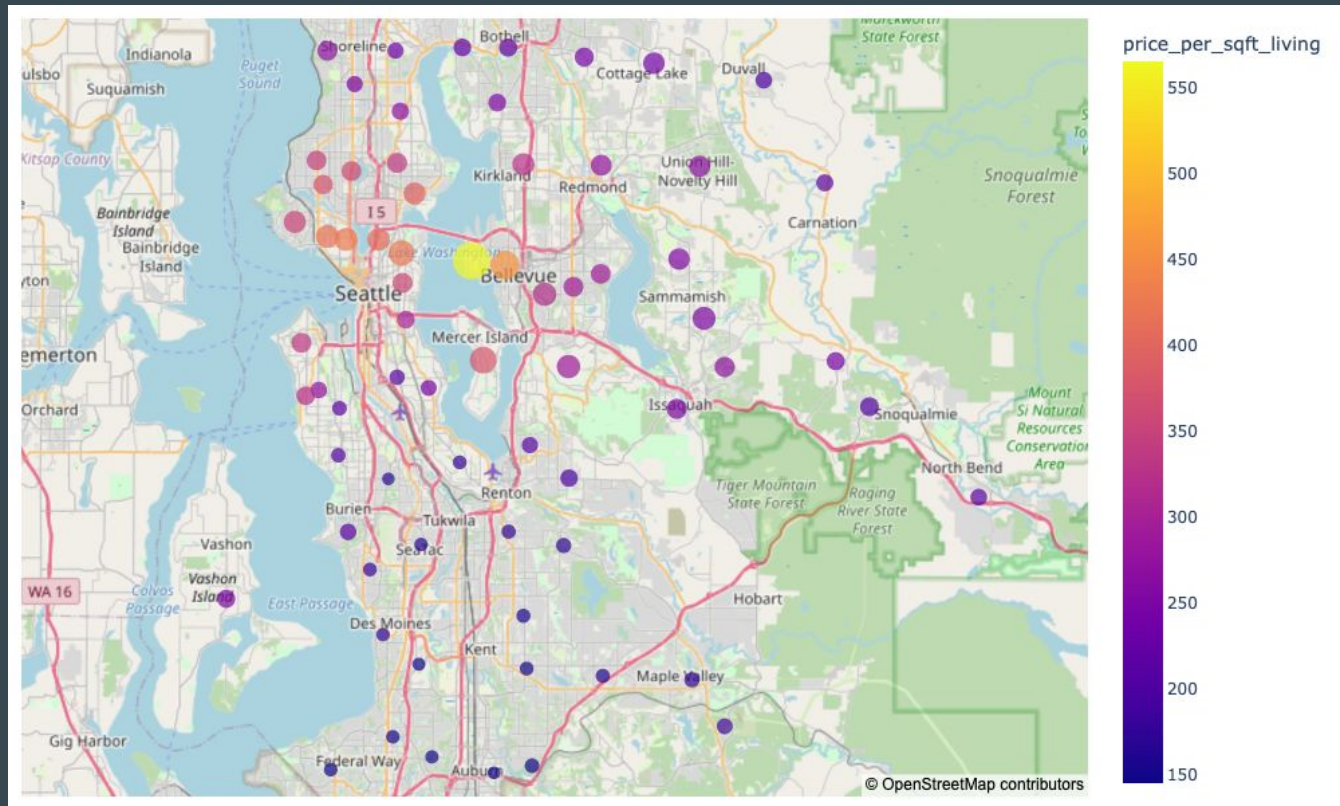 Marckworth
State Forest
Indianola
Puget
Sound
Suquamish
Shoreline
Bothell
Cottage Lake
Duvall
Kitsap County
Bainbridge
Island
Bainbridge
Island
I 5
Kirkland
Redmond
Union Hill-
Novelty Hill
Carnation
Snoqualmie
Forest
Lake Washington
Bellevue
Seattle
Sammamish
Mercer Island
emerton
Orchard
Issaquah
Snoqualmie
Mount
Si Natural
Resources
Conservation
Area
North Bend
Tiger Mountain
State Forest
Raging
River State
Forest
Renton
Burien
Tukwila
SeaTac
Vashon
Vashon
Island
WA 16
Colvos
Passage
East Passage
Des Moines
Hobart
Kent
Maple Valley
Gig Harbor
Federal Way
Auburn
© OpenStreetMap contributors
price_per_sqft_living
550
500
450
400
350
300
250
200
150